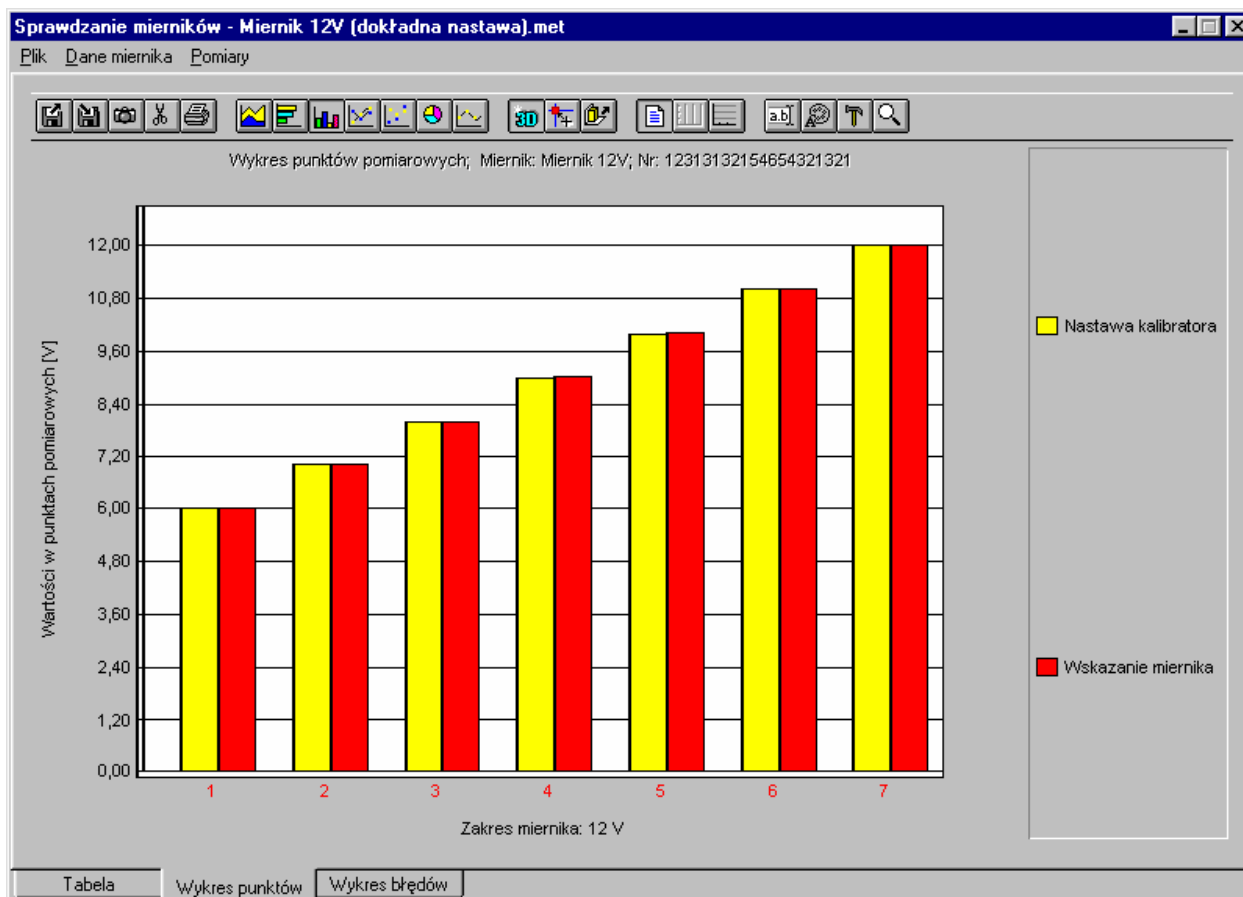 Sprawdzanie mierników - Miernik 12V (dokładna nastawa).met
Plik Dane miernika Pomiary
3D a.b A
Wykres punktów pomiarowych; Miernik: Miernik 12V; Nr: 12313132154654321321
Wartości w punktach pomiarowych [V]
12,00
10,80
9,60
8,40
7,20
6,00
4,80
3,60
2,40
1,20
0,00
1 2 3 4 5 6 7
Zakres miernika: 12 V
Nastawa kalibratora
Wskazanie miernika
Tabela Wykres punktów Wykres błędów